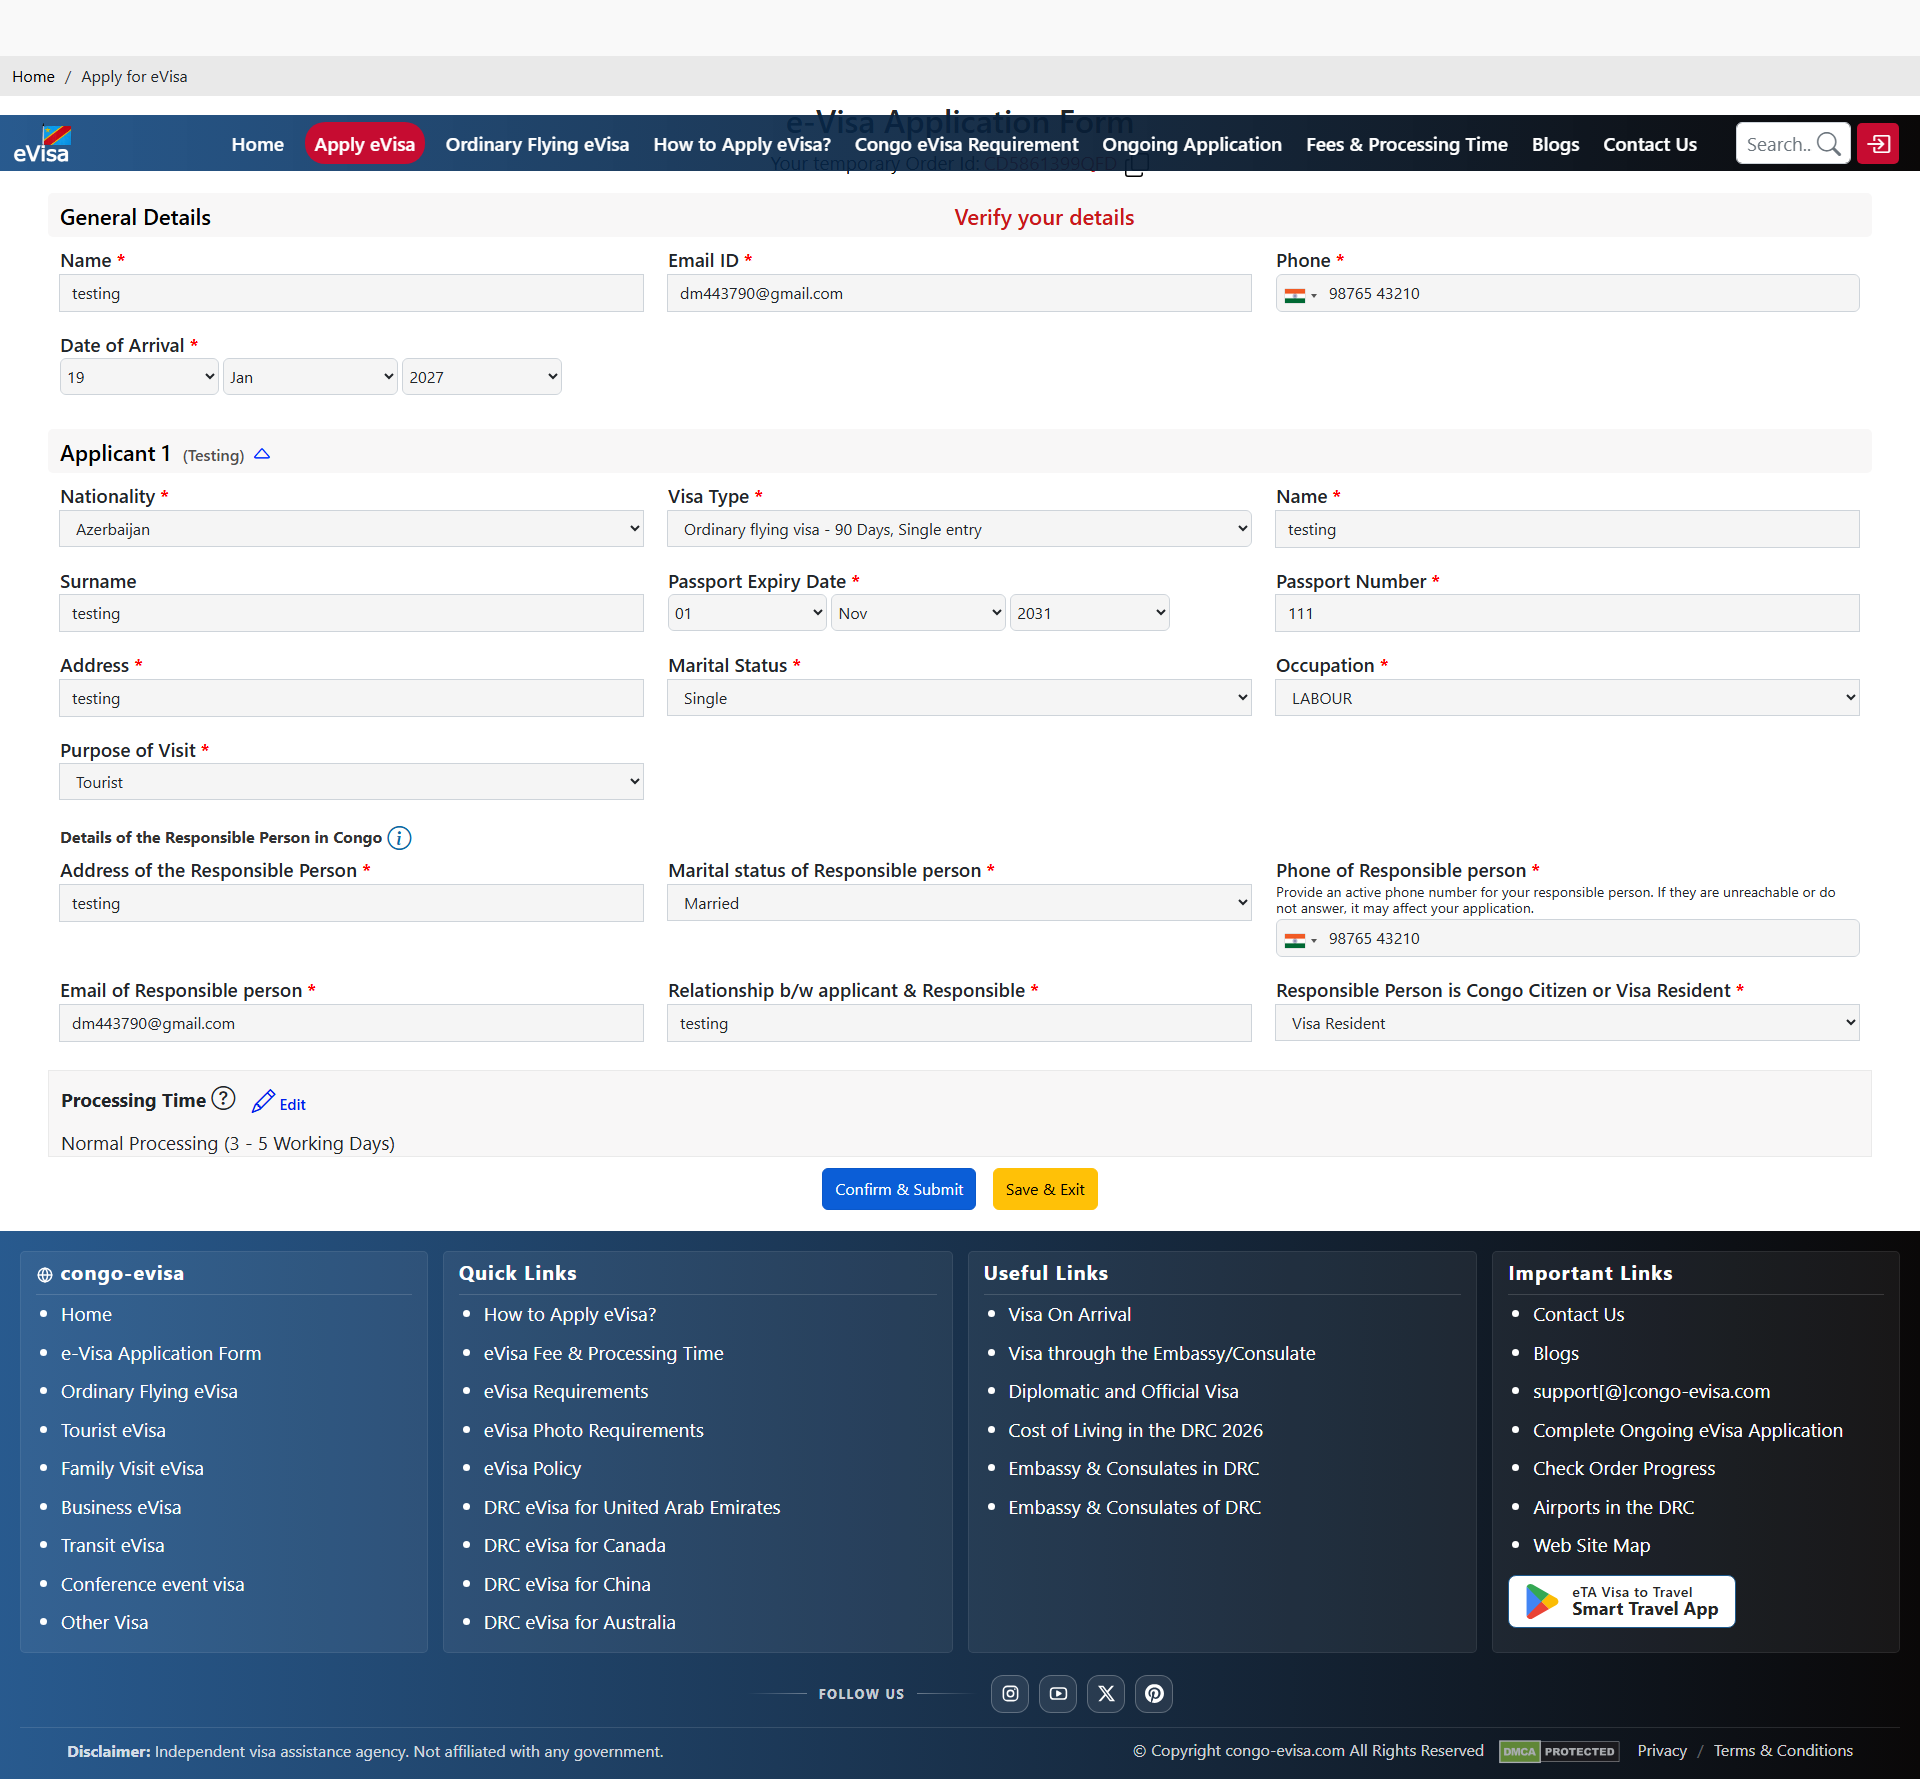 Home / Apply for eVisa
e-Visa Application Form
eVisa
Home
Apply eVisa
Ordinary Flying eVisa
How to Apply eVisa?
Congo eVisa Requirement
Ongoing Application
Fees & Processing Time
Blogs
Contact Us
Search..
Your temporary Order Id: CD5861399QED
General Details
Verify your details
Name *
Email ID *
Phone *
testing
dm443790@gmail.com
98765 43210
Date of Arrival *
19
Jan
2027
Applicant 1 (Testing)
Nationality *
Visa Type *
Name *
Azerbaijan
Ordinary flying visa - 90 Days, Single entry
testing
Surname
Passport Expiry Date *
Passport Number *
testing
01
Nov
2031
111
Address *
Marital Status *
Occupation *
testing
Single
LABOUR
Purpose of Visit *
Tourist
Details of the Responsible Person in Congo
Address of the Responsible Person *
Marital status of Responsible person *
Phone of Responsible person *
Provide an active phone number for your responsible person. If they are unreachable or do
not answer, it may affect your application.
testing
Married
98765 43210
Email of Responsible person *
Relationship b/w applicant & Responsible *
Responsible Person is Congo Citizen or Visa Resident *
dm443790@gmail.com
testing
Visa Resident
Processing Time ? Edit
Normal Processing (3 - 5 Working Days)
Confirm & Submit
Save & Exit
congo-evisa
Home
e-Visa Application Form
Ordinary Flying eVisa
Tourist eVisa
Family Visit eVisa
Business eVisa
Transit eVisa
Conference event visa
Other Visa
Quick Links
How to Apply eVisa?
eVisa Fee & Processing Time
eVisa Requirements
eVisa Photo Requirements
eVisa Policy
DRC eVisa for United Arab Emirates
DRC eVisa for Canada
DRC eVisa for China
DRC eVisa for Australia
Useful Links
Visa On Arrival
Visa through the Embassy/Consulate
Diplomatic and Official Visa
Cost of Living in the DRC 2026
Embassy & Consulates in DRC
Embassy & Consulates of DRC
Important Links
Contact Us
Blogs
support[@]congo-evisa.com
Complete Ongoing eVisa Application
Check Order Progress
Airports in the DRC
Web Site Map
eTA Visa to Travel
Smart Travel App
FOLLOW US
Disclaimer: Independent visa assistance agency. Not affiliated with any government.
© Copyright congo-evisa.com All Rights Reserved
DMCA PROTECTED
Privacy / Terms & Conditions